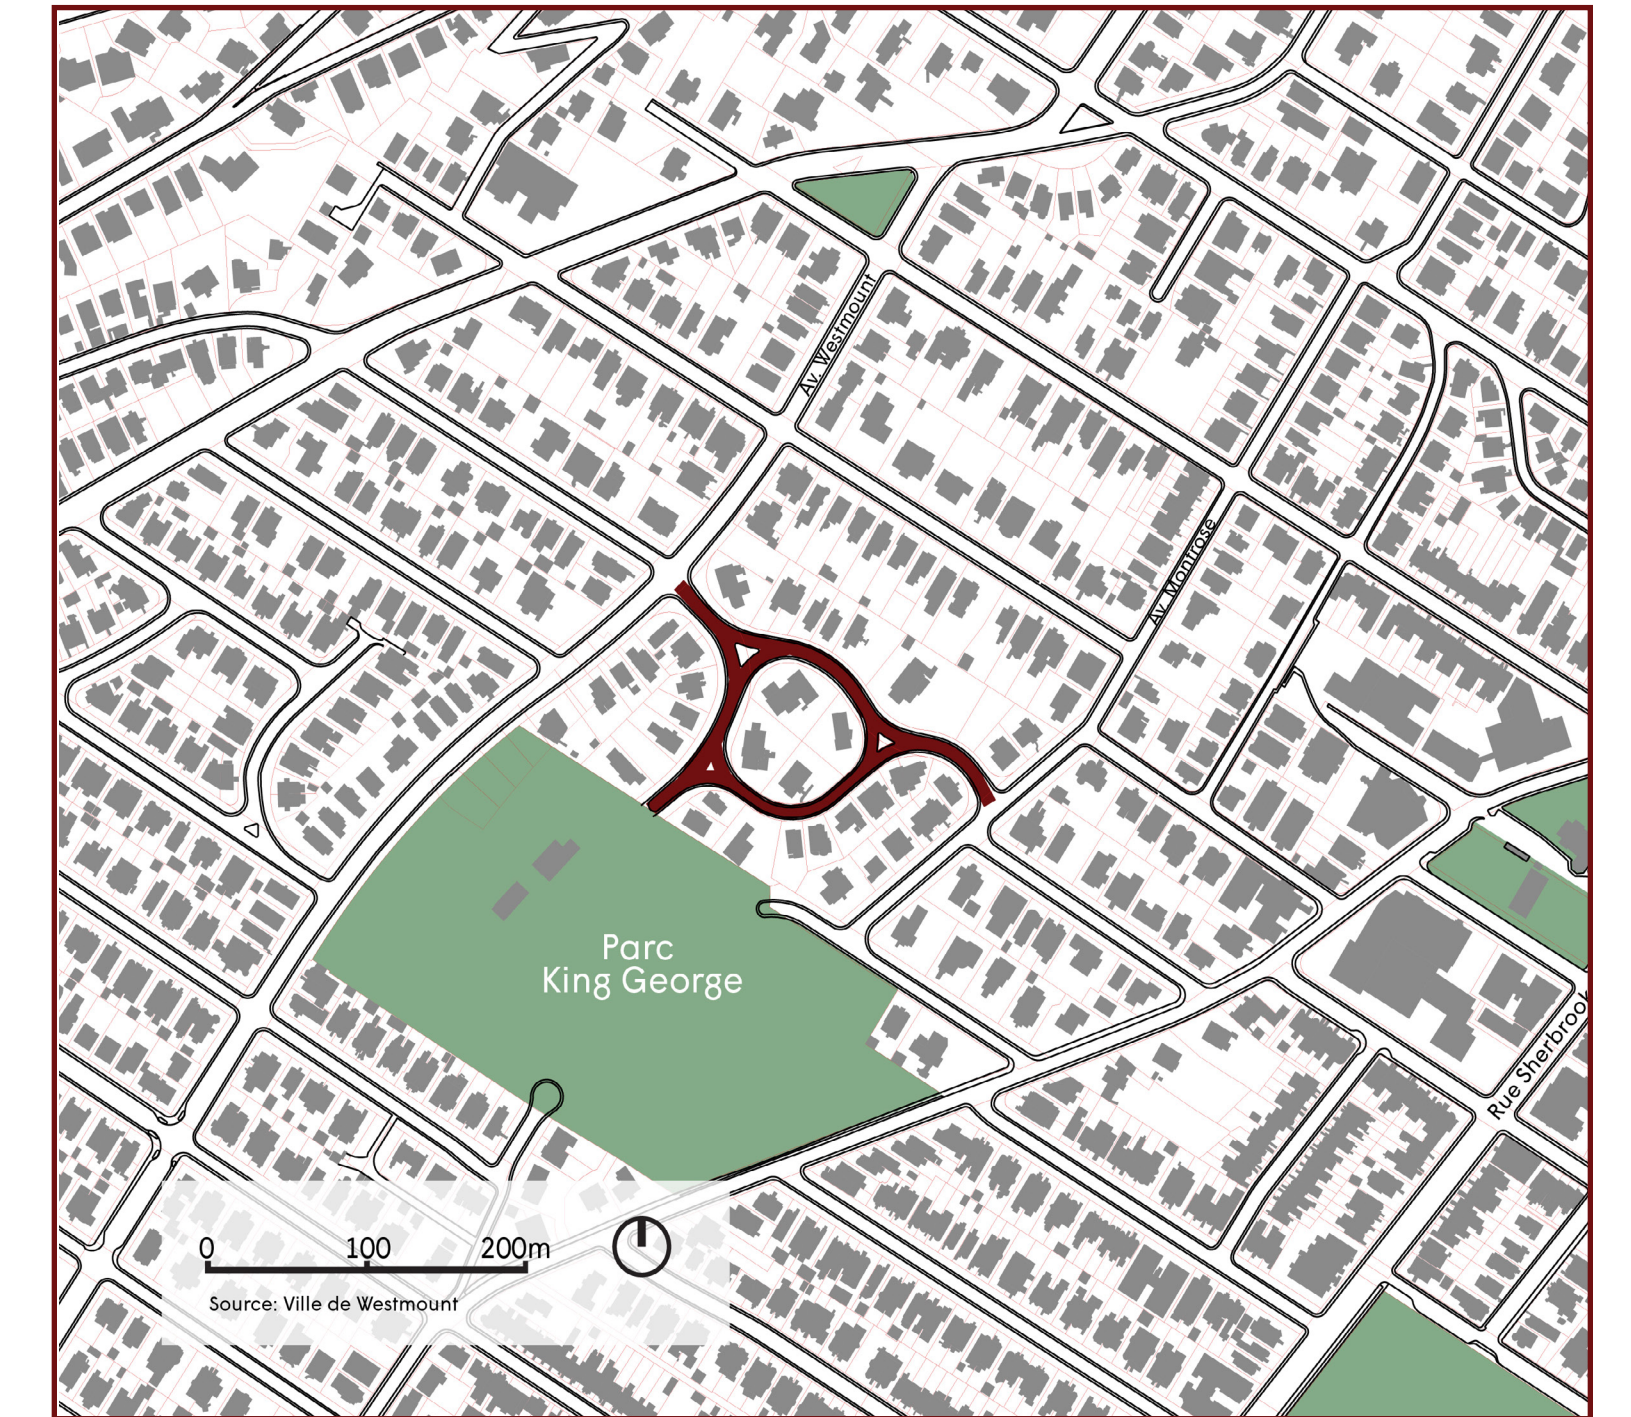 Av. Westmount
Av. Montrose
Parc
King George
Rue Sherbrook
0 100 200m
Source: Ville de Westmount